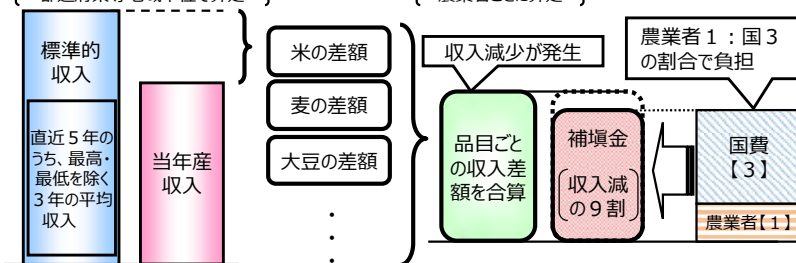 標準的
収入
直近５年の
うち、最高・
最低を除く
３年の平均
収入
当年産
収入
米の差額
麦の差額
大豆の差額
・
・
・
収入減少が発生
品目ごと
の収入差
額を合算
補塡金
収入減
の９割
農業者１：国３
の割合で負担
国費
【３】
農業者【１】